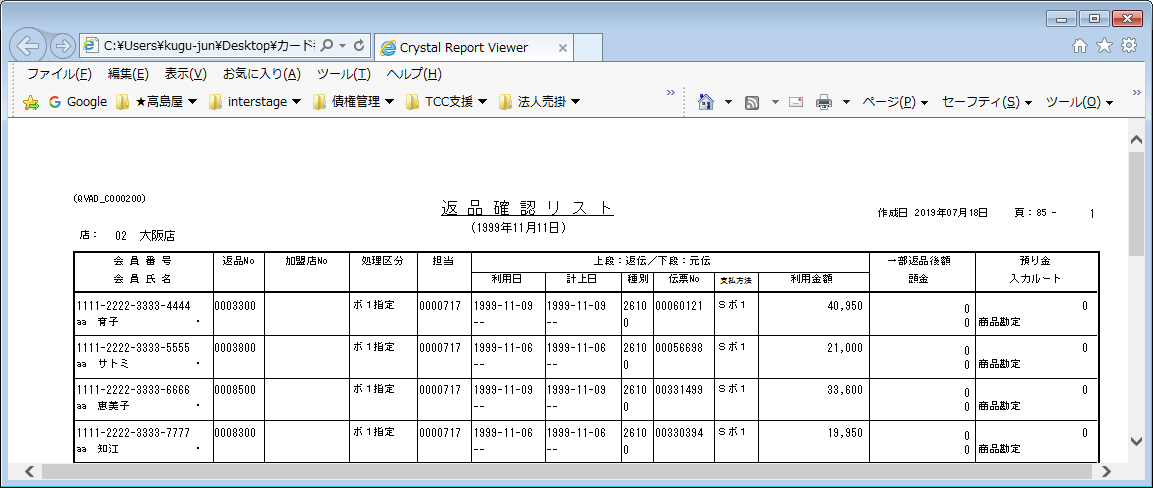 C:¥Users¥kugu-jun¥Desktop¥カード
Crystal Report Viewer
ファイル(F) 編集(E) 表示(V) お気に入り(A) ツール(T) ヘルプ(H)
Google ★高島屋 interstage 債権管理 TCC支援 法人売掛 » ページ(P) セーフティ(S) ツール(O) »
(QVAD_C000200)
返品確認リスト
(1999年11月11日)
作成日 2019年07月18日 頁:85 - 1
店: 02 大阪店
会員番号 返品No 加盟店No 処理区分 担当 上段:返伝/下段:元伝 一部返品後額 預り金
会員氏名 利用日 計上日 種別 伝票No 支払方法 利用金額 頭金 入力ルート
1111-2222-3333-4444 0003300 ボ1指定 0000717 1999-11-09 1999-11-09 2610 00060121 Sボ1 40,950 0 0
aa 育子 ・ -- -- 0 0 商品勘定
1111-2222-3333-5555 0003800 ボ1指定 0000717 1999-11-06 1999-11-06 2610 00056698 Sボ1 21,000 0 0
aa サトミ ・ -- -- 0 0 商品勘定
1111-2222-3333-6666 0008500 ボ1指定 0000717 1999-11-09 1999-11-09 2610 00331499 Sボ1 33,600 0 0
aa 恵美子 ・ -- -- 0 0 商品勘定
1111-2222-3333-7777 0008300 ボ1指定 0000717 1999-11-06 1999-11-06 2610 00330394 Sボ1 19,950 0 0
aa 知江 ・ -- -- 0 0 商品勘定